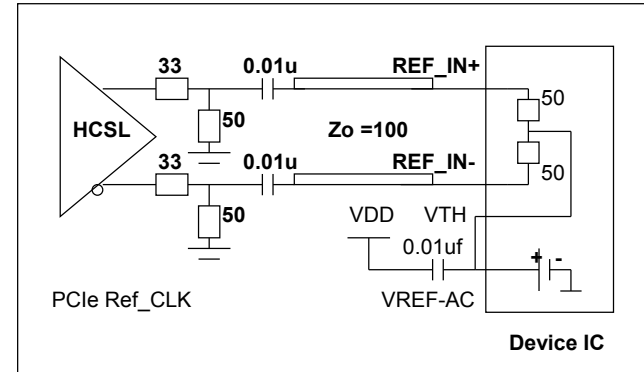 33
0.01u
REF_IN+
50
HCSL
50
Zo =100
33
0.01u
REF_IN-
50
50
VDD
VTH
0.01uf
+ -
PCIe Ref_CLK
VREF-AC
Device IC